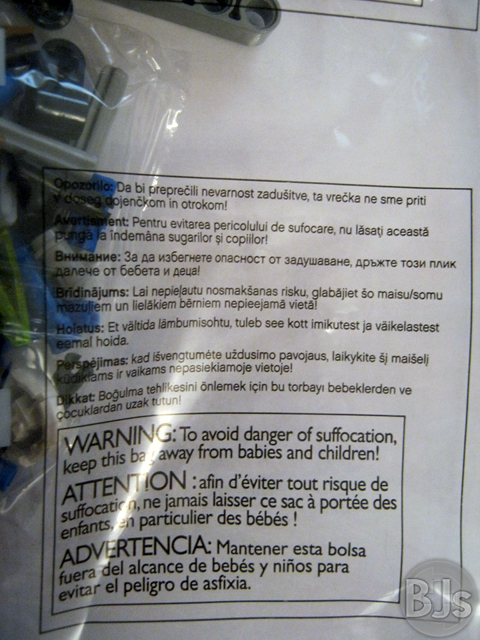 Opozorilo: Da bi preprečili nevarnost zadušitve, ta vrečka ne sme priti
v doseg dojenčkom in otrokom!
Avertisment: Pentru evitarea pericolului de sufocare, nu lăsaţi această
pungă la îndemâna sugarilor şi copiilor!
Внимание: За да избегнете опасност от задушаване, дръжте този плик
далече от бебета и деца!
Brīdinājums: Lai nepieļautu nosmakšanas risku, glabājiet šo maisu/somu
mazuļiem un lielākiem bērniem nepieejamā vietā!
Hoiatus: Et vältida lämbumisohtu, tuleb see kott imikutest ja väikelastest
eemal hoida.
Perspėjimas: kad išvengtumėte uždusimo pavojaus, laikykite šį maišelį
kūdikiams ir vaikams nepasiekiamoje vietoje!
Dikkat: Boğulma tehlikesini önlemek için bu torbayı bebeklerden ve
çocuklardan uzak tutun!
WARNING: To avoid danger of suffocation,
keep this bag away from babies and children!
ATTENTION : afin d'éviter tout risque de
suffocation, ne jamais laisser ce sac à portée des
enfants, en particulier des bébés !
ADVERTENCIA: Mantener esta bolsa
fuera del alcance de bebés y niños para
evitar el peligro de asfixia.
BJs